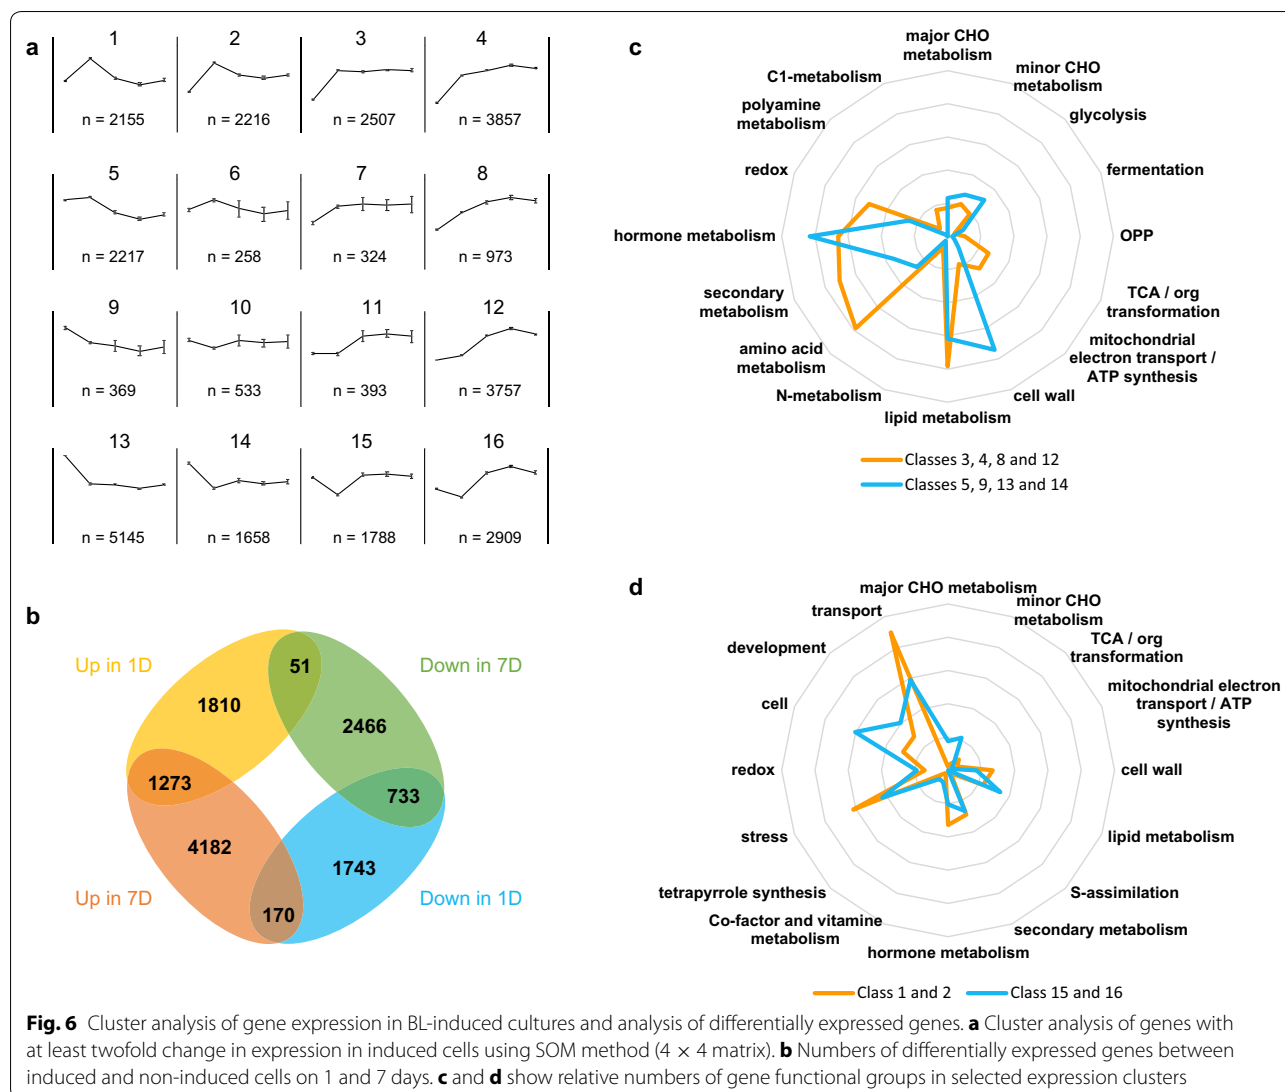 a
1 2 3 4
n = 2155 n = 2216 n = 2507 n = 3857
5 6 7 8
n = 2217 n = 258 n = 324 n = 973
9 10 11 12
n = 369 n = 533 n = 393 n = 3757
13 14 15 16
n = 5145 n = 1658 n = 1788 n = 2909
b
Up in 1D
51
Down in 7D
1810
2466
1273
733
4182
1743
Up in 7D
170
Down in 1D
c
major CHO
metabolism
minor CHO
metabolism
glycolysis
fermentation
OPP
TCA / org
transformation
mitochondrial
electron transport /
ATP synthesis
cell wall
lipid metabolism
N-metabolism
amino acid
metabolism
secondary
metabolism
hormone metabolism
redox
polyamine
metabolism
C1-metabolism
Classes 3, 4, 8 and 12
Classes 5, 9, 13 and 14
d
major CHO metabolism
minor CHO
metabolism
TCA / org
transformation
mitochondrial electron
transport / ATP
synthesis
cell wall
lipid metabolism
S-assimilation
secondary metabolism
hormone metabolism
Co-factor and vitamine
metabolism
tetrapyrrole synthesis
stress
redox
cell
development
transport
Class 1 and 2 Class 15 and 16
Fig. 6 Cluster analysis of gene expression in BL-induced cultures and analysis of differentially expressed genes. a Cluster analysis of genes with
at least twofold change in expression in induced cells using SOM method (4 × 4 matrix). b Numbers of differentially expressed genes between
induced and non-induced cells on 1 and 7 days. c and d show relative numbers of gene functional groups in selected expression clusters